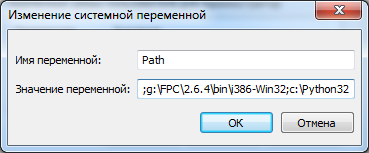 Изменение системной переменной
Имя переменной: Path
Значение переменной: ;g:\FPC\2.6.4\bin\i386-Win32;c:\Python32
OK Отмена